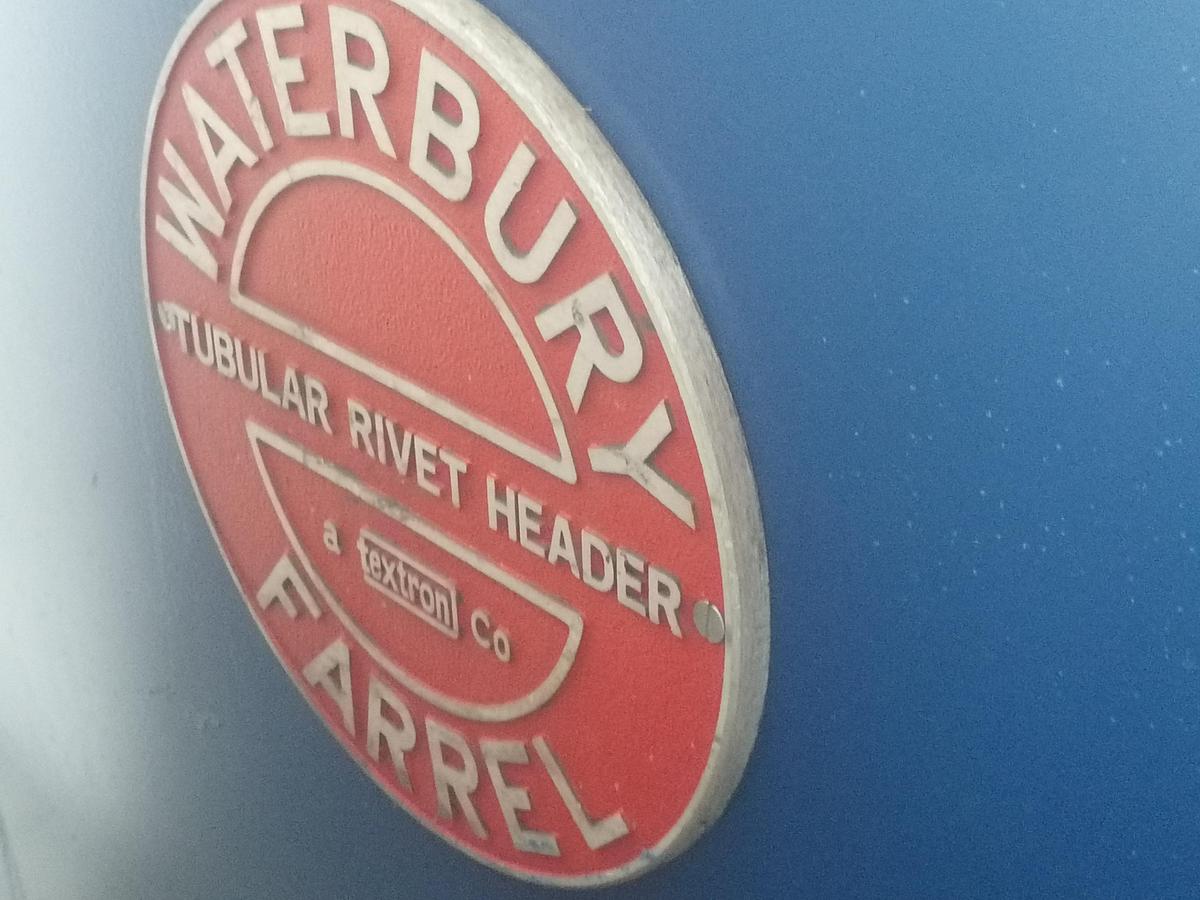 WATERBURY
TUBULAR RIVET HEADER
a textron Co
FARREL